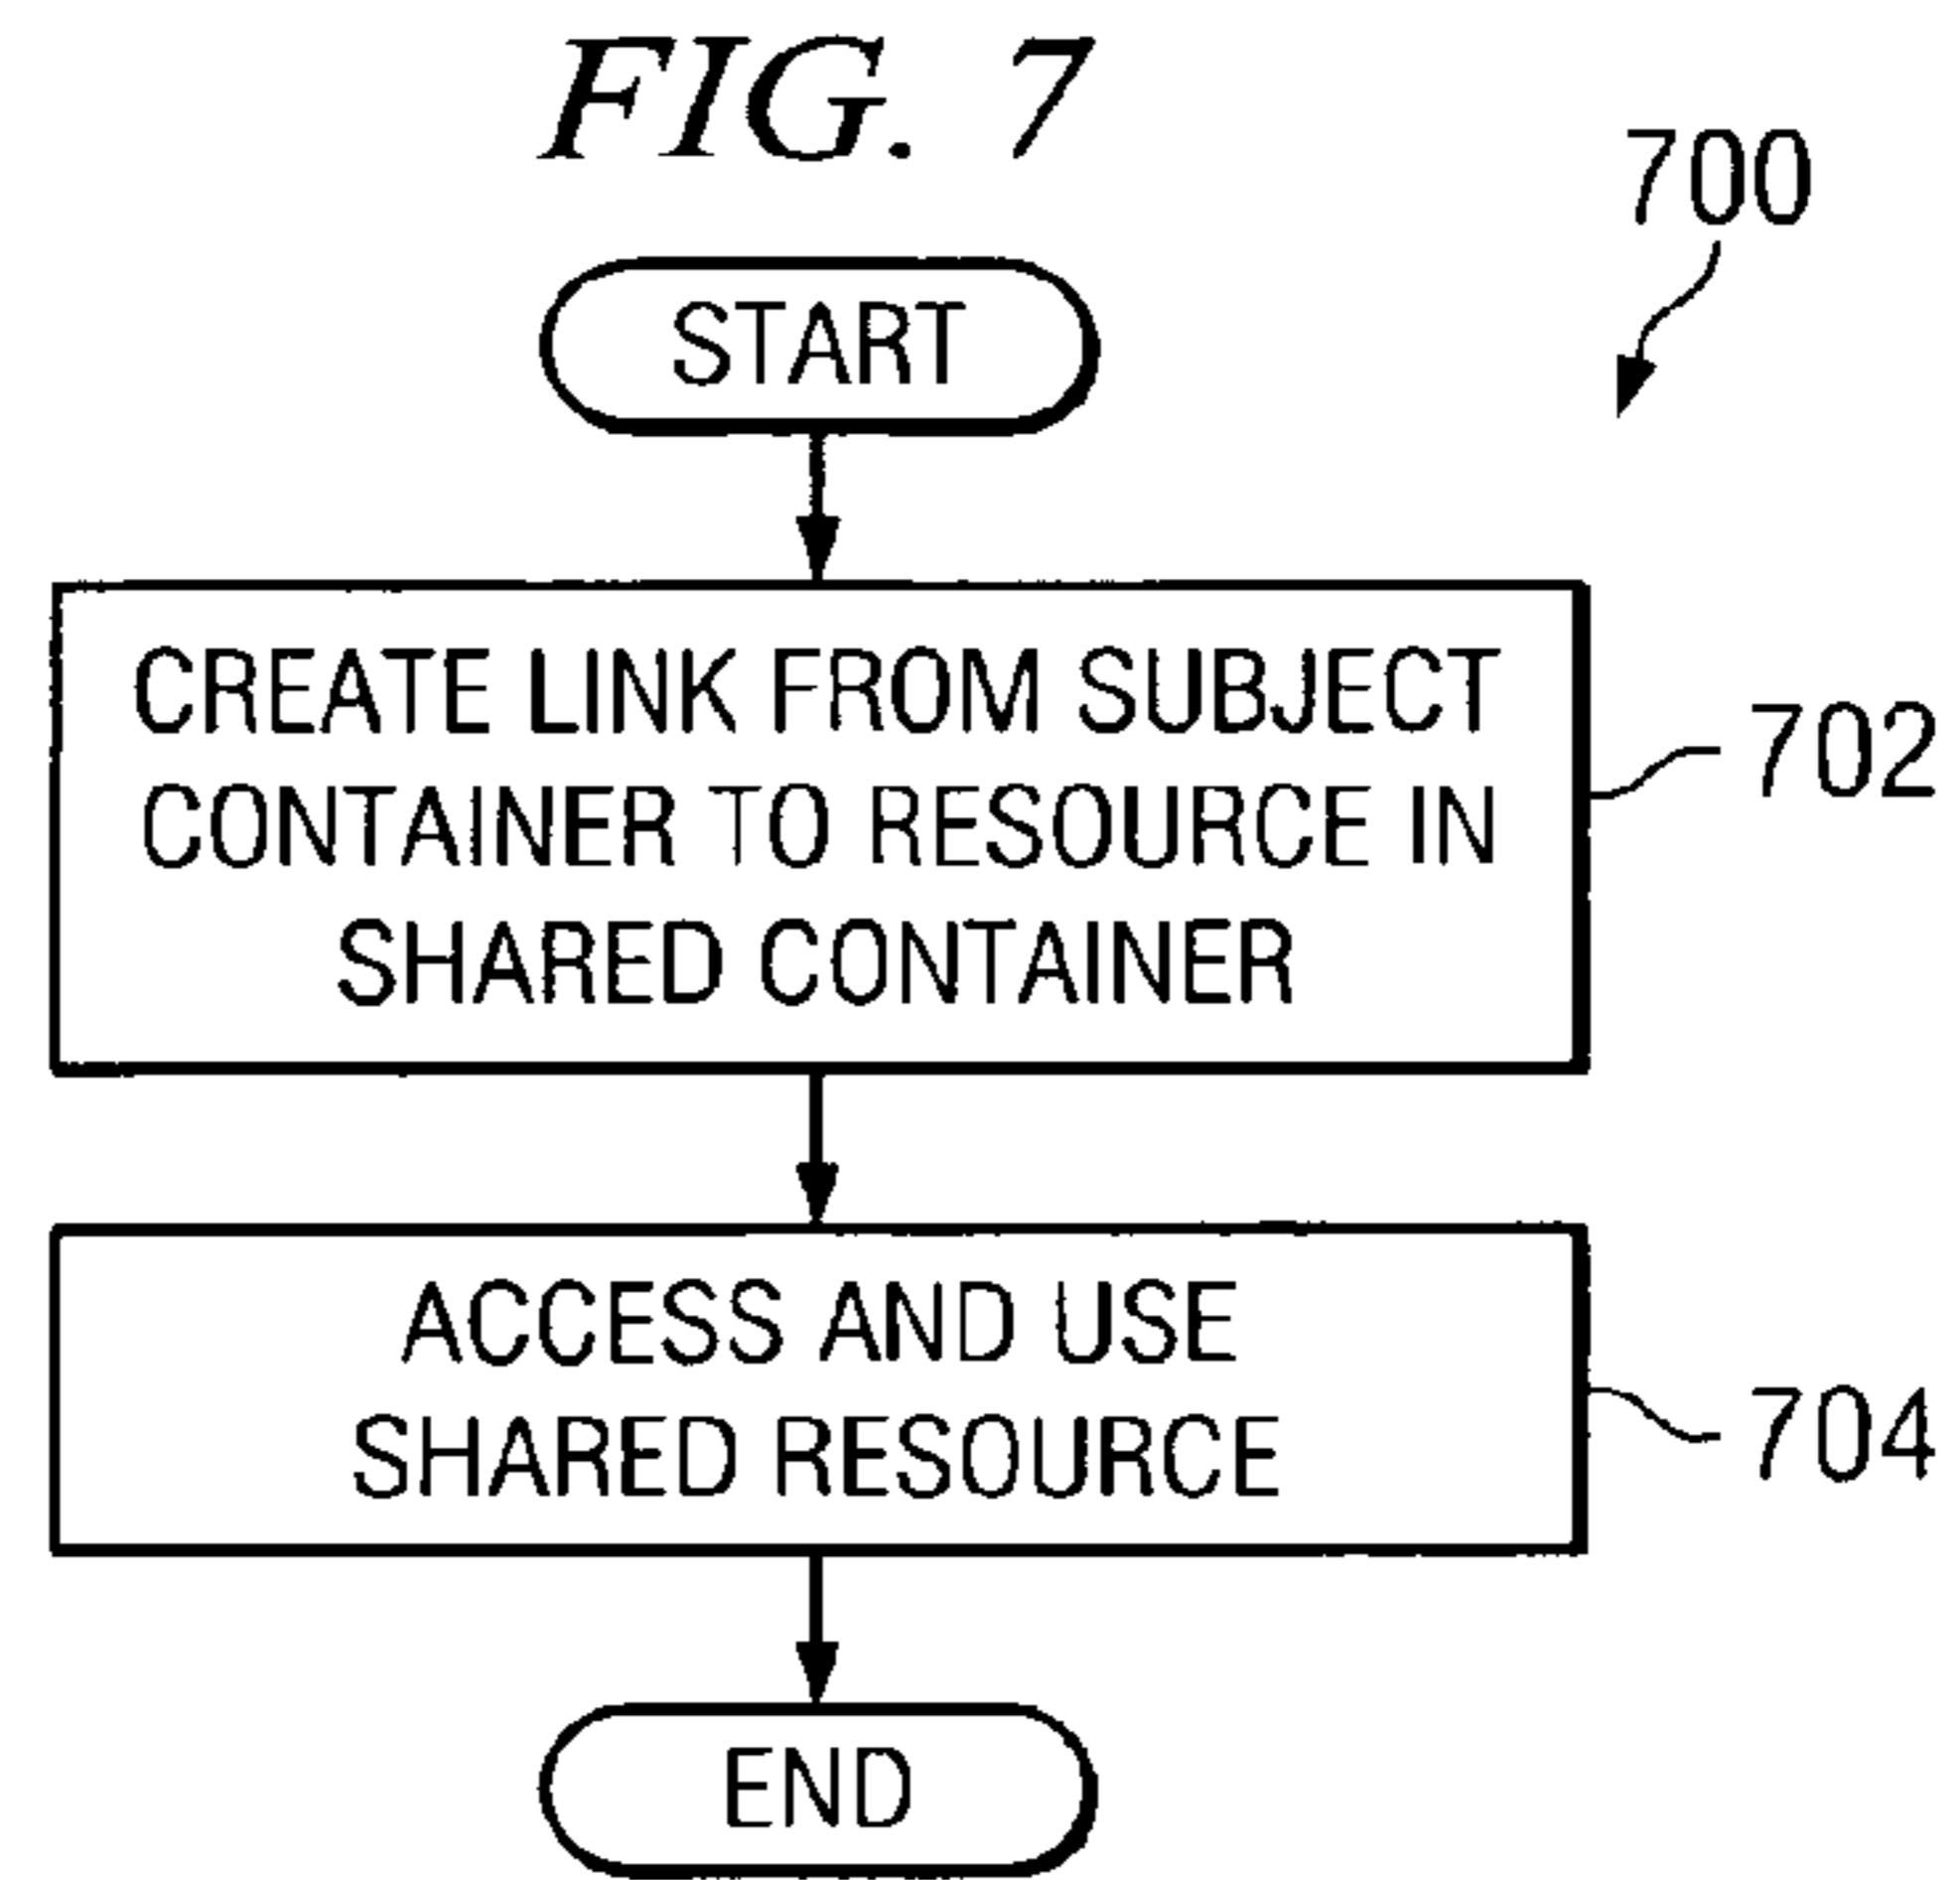 FIG. 7
700
START
CREATE LINK FROM SUBJECT
CONTAINER TO RESOURCE IN
SHARED CONTAINER
702
ACCESS AND USE
SHARED RESOURCE
704
END